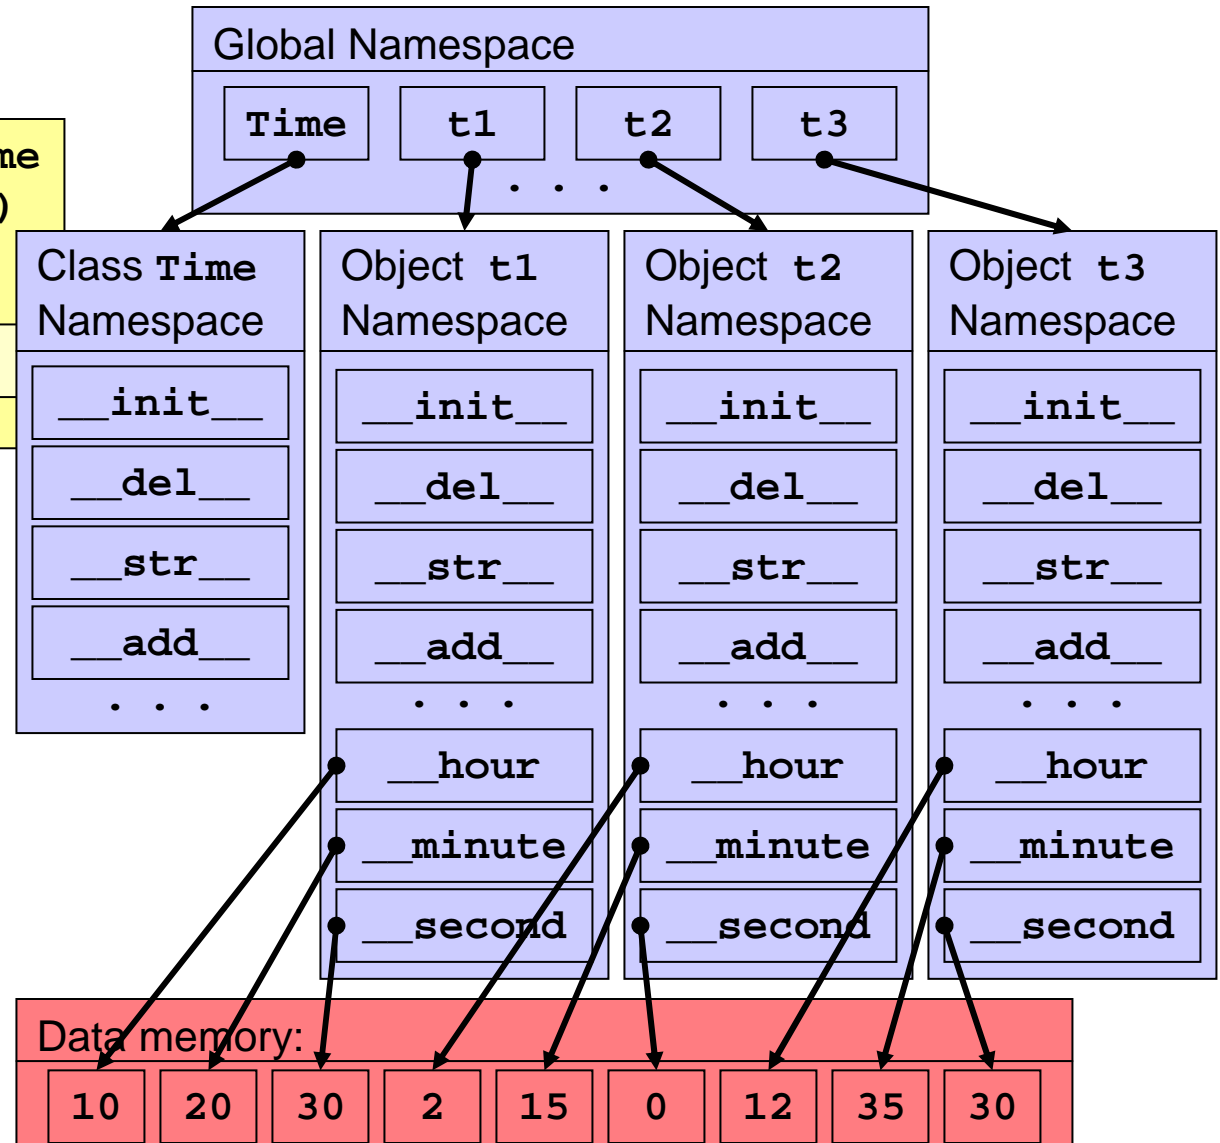 Global Namespace
Time t1 t2 t3
. . .
)
Class Time
Namespace
__init__
__del__
__str__
__add__
. . .
Object t1
Namespace
__init__
__del__
__str__
__add__
. . .
__hour
__minute
__second
Object t2
Namespace
__init__
__del__
__str__
__add__
. . .
__hour
__minute
__second
Object t3
Namespace
__init__
__del__
__str__
__add__
. . .
__hour
__minute
__second
Data memory:
10 20 30 2 15 0 12 35 30